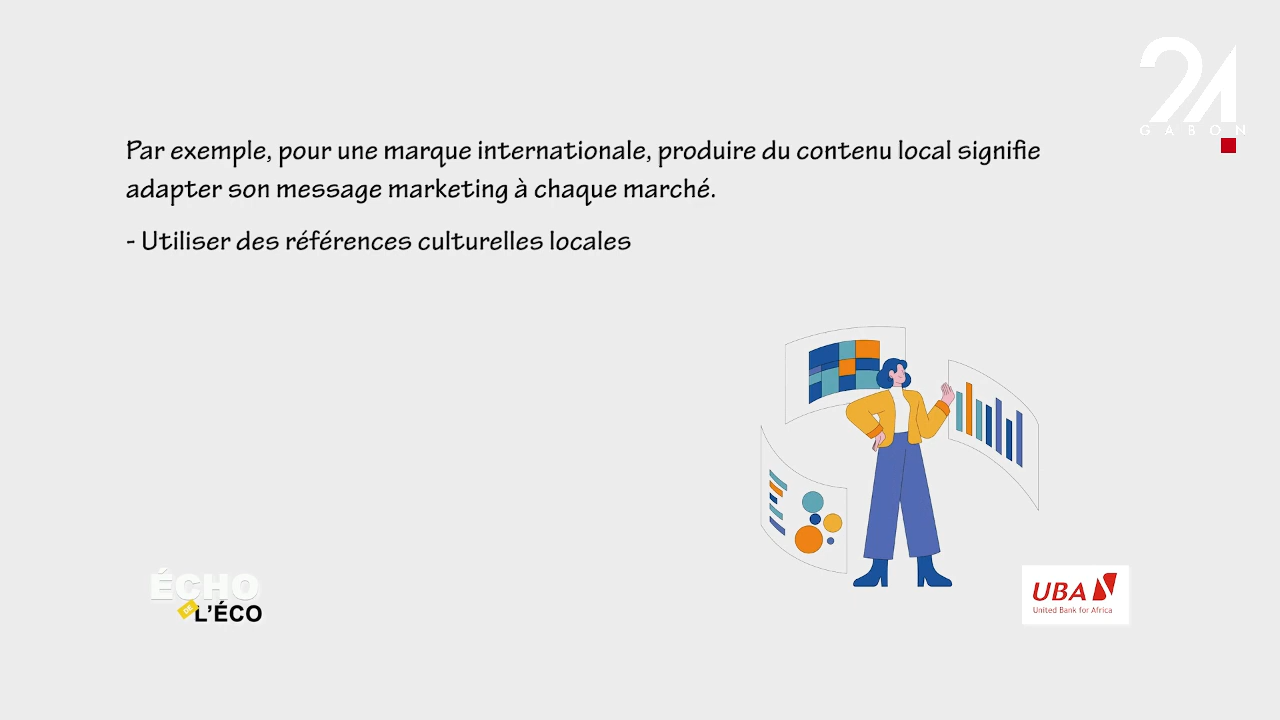 24
GABON
Par exemple, pour une marque internationale, produire du contenu local signifie
adapter son message marketing à chaque marché.
- Utiliser des références culturelles locales
ÉCHO
DE
L'ÉCO
UBA
United Bank for Africa